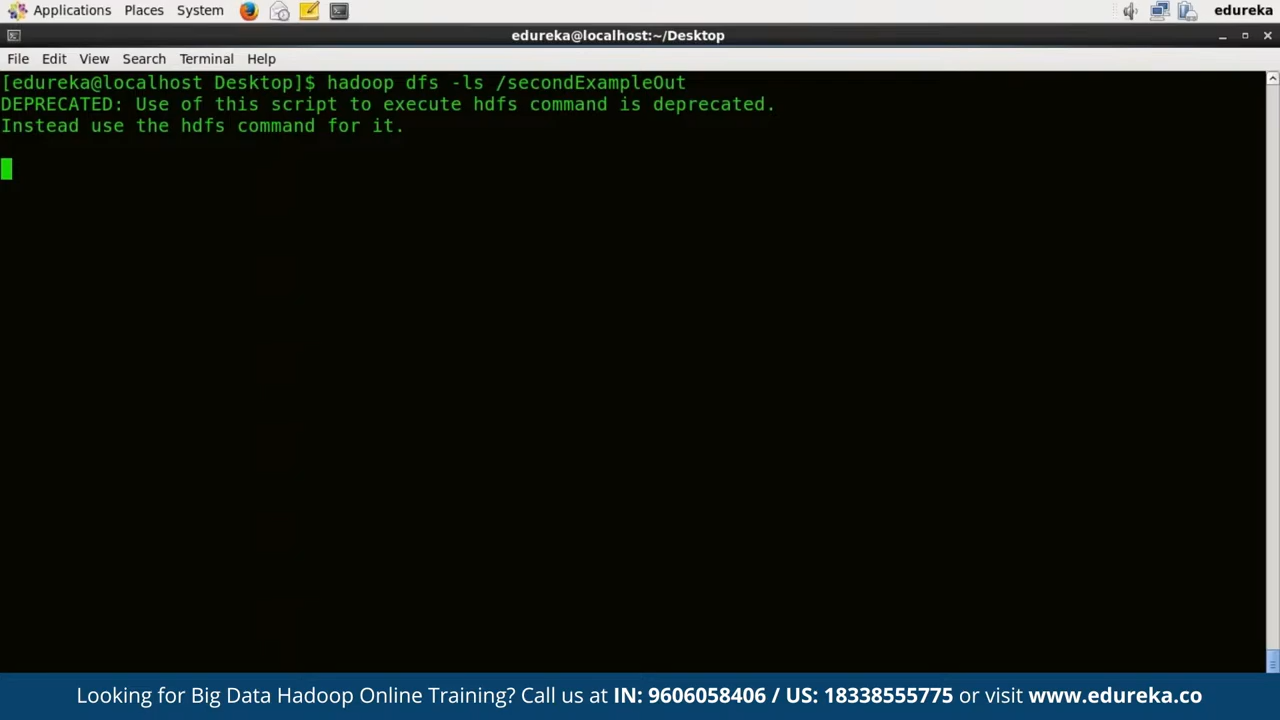 Applications Places System edureka
edureka@localhost:~/Desktop
File Edit View Search Terminal Help
[edureka@localhost Desktop]$ hadoop dfs -ls /secondExampleOut
DEPRECATED: Use of this script to execute hdfs command is deprecated.
Instead use the hdfs command for it.
Looking for Big Data Hadoop Online Training? Call us at IN: 9606058406 / US: 18338555775 or visit www.edureka.co